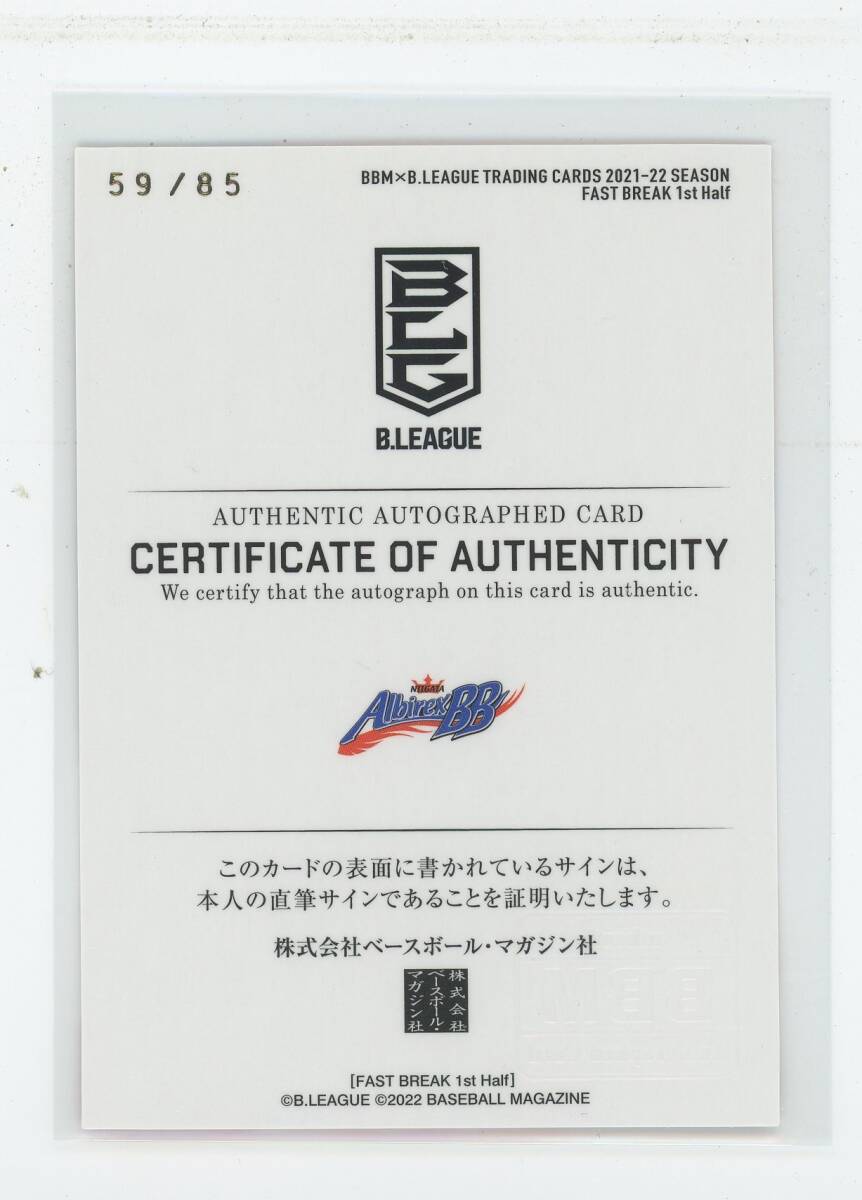 59/85
BBM×B.LEAGUE TRADING CARDS 2021-22 SEASON
FAST BREAK 1st Half
BLG
B.LEAGUE
AUTHENTIC AUTOGRAPHED CARD
CERTIFICATE OF AUTHENTICITY
We certify that the autograph on this card is authentic.
NIIGATA
Albirex BB
このカードの表面に書かれているサインは、
本人の直筆サインであることを証明いたします。
株式会社ベースボール・マガジン社
株式会社
ベースボール・
マガジン社
[FAST BREAK 1st Half]
©B.LEAGUE ©2022 BASEBALL MAGAZINE